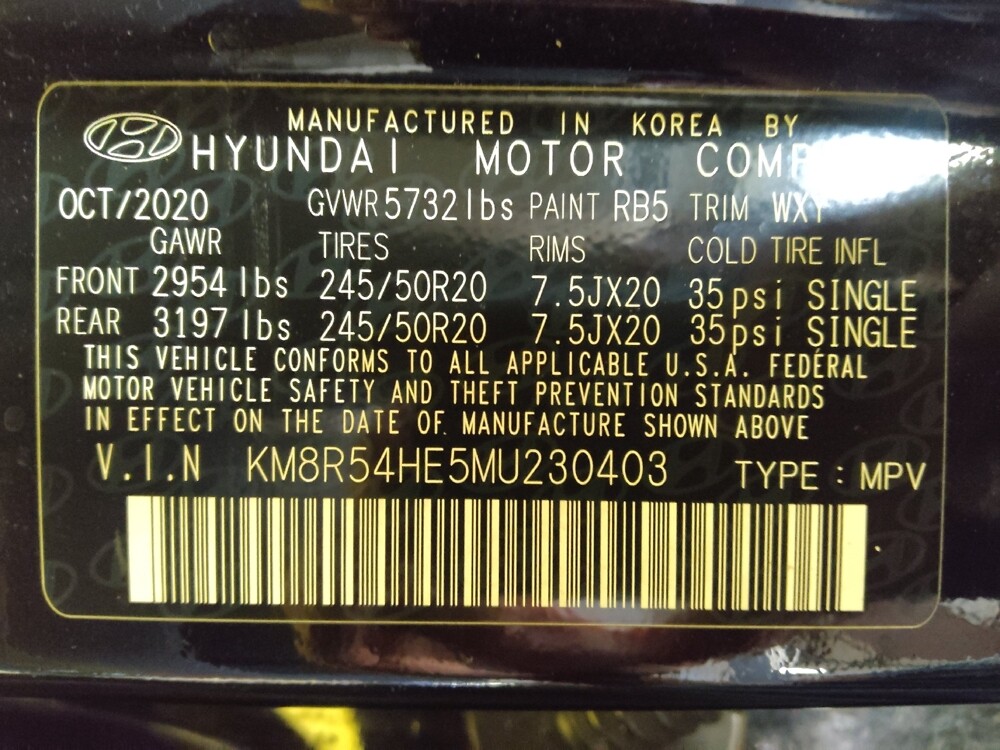 MANUFACTURED IN KOREA BY
HYUNDAI MOTOR
OCT/2020 GVWR 5732lbs PAINT RB5 TRIM WXY
GAWR TIRES RIMS COLD TIRE INFL
FRONT 2954 lbs 245/50R20 7.5JX20 35psi SINGLE
REAR 3197 lbs 245/50R20 7.5JX20 35psi SINGLE
THIS VEHICLE CONFORMS TO ALL APPLICABLE U.S.A. FEDERAL
MOTOR VEHICLE SAFETY AND THEFT PREVENTION STANDARDS
IN EFFECT ON THE DATE OF MANUFACTURE SHOWN ABOVE
V.I.N KM8R54HE5MU230403 TYPE : MPV